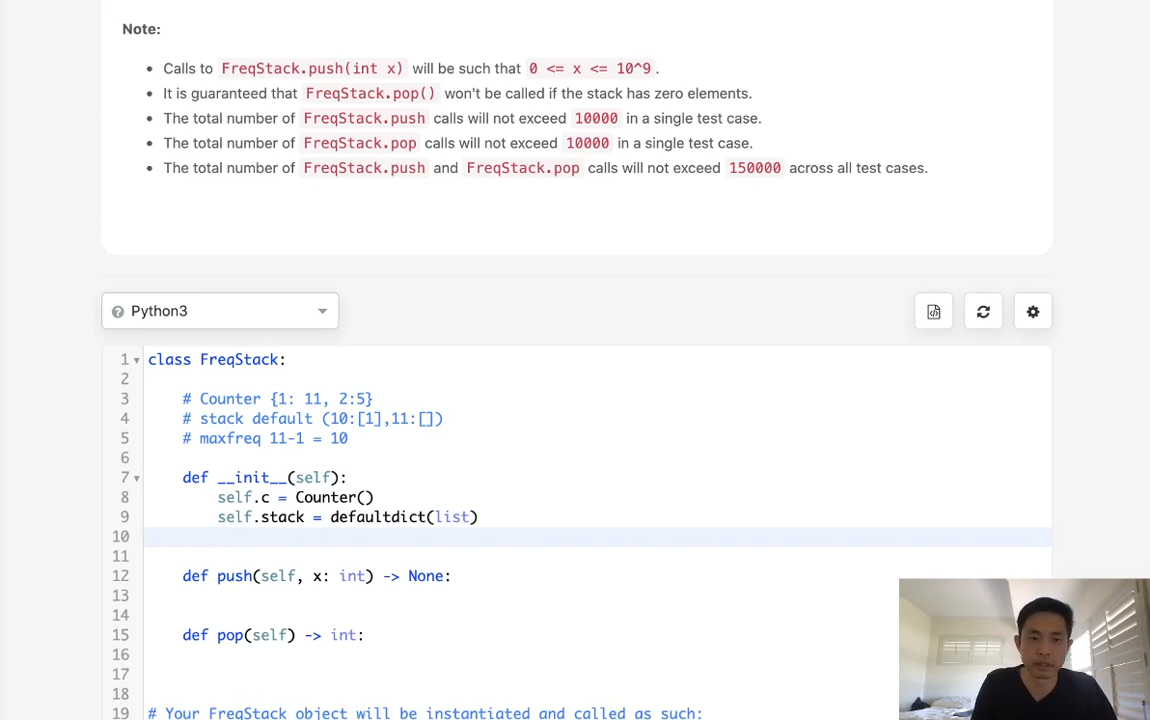 Note:
Calls to FreqStack.push(int x) will be such that 0 <= x <= 10^9.
It is guaranteed that FreqStack.pop() won't be called if the stack has zero elements.
The total number of FreqStack.push calls will not exceed 10000 in a single test case.
The total number of FreqStack.pop calls will not exceed 10000 in a single test case.
The total number of FreqStack.push and FreqStack.pop calls will not exceed 150000 across all test cases.
Python3
1 class FreqStack:
2
3 # Counter {1: 11, 2:5}
4 # stack default (10:[1],11:[])
5 # maxfreq 11-1 = 10
6
7 def __init__(self):
8 self.c = Counter()
9 self.stack = defaultdict(list)
10
11
12 def push(self, x: int) -> None:
13
14
15 def pop(self) -> int:
16
17
18
19 # Your FreqStack object will be instantiated and called as such: